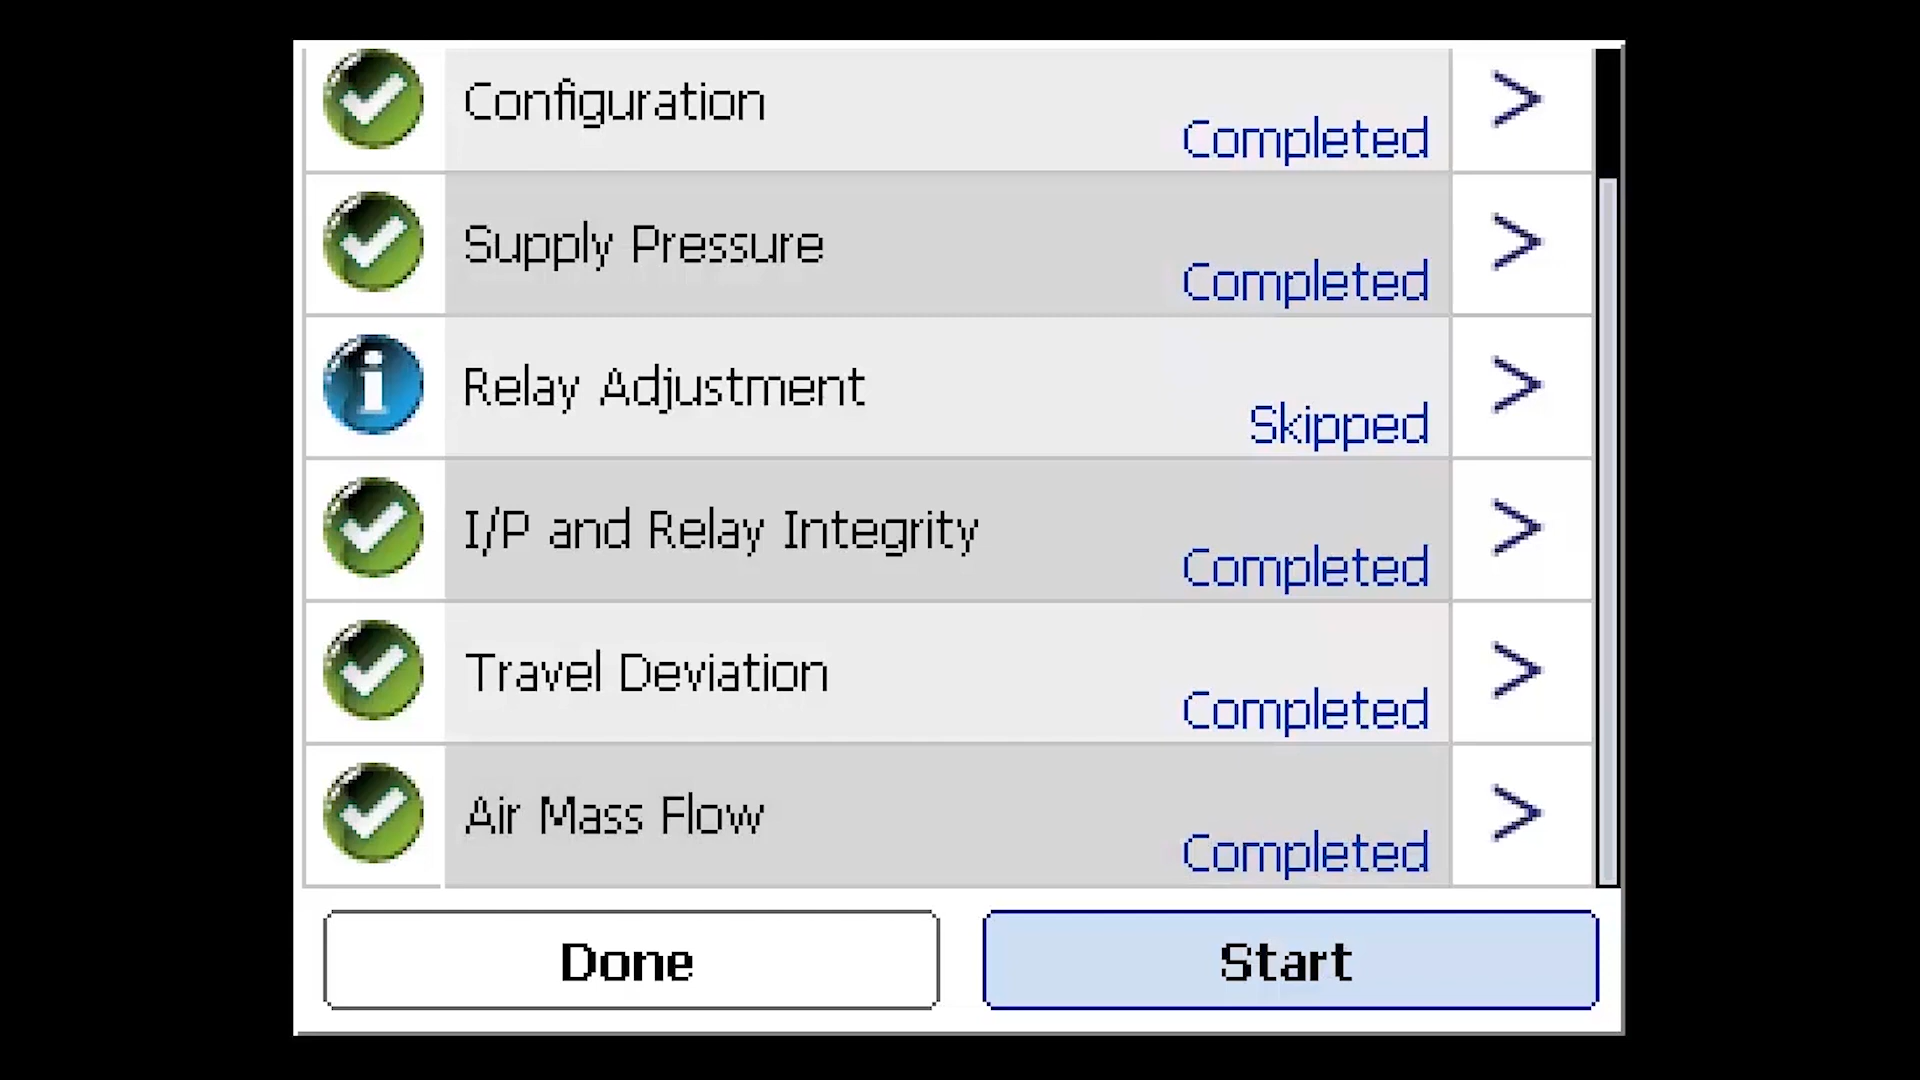 Configuration
Completed
Supply Pressure
Completed
Relay Adjustment
Skipped
I/P and Relay Integrity
Completed
Travel Deviation
Completed
Air Mass Flow
Completed
Done
Start